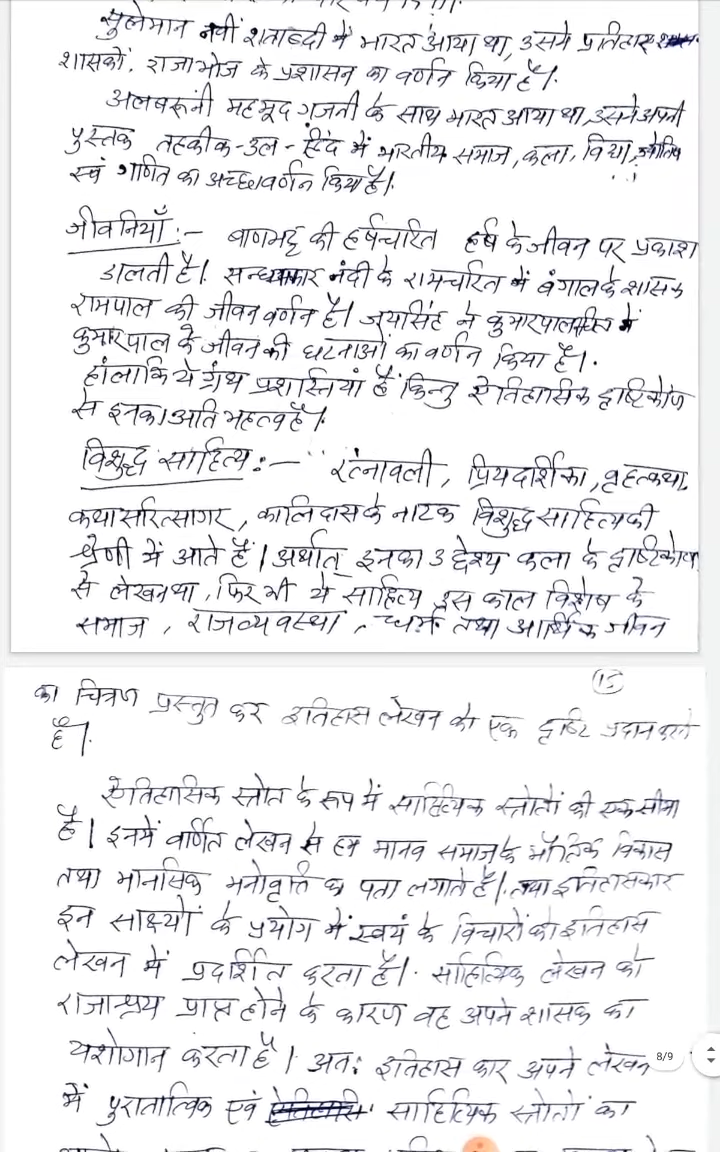 सुलेमान नवीं शताब्दी में भारत आया था, उसने प्रतिहार
शासकों, राजाभोज के प्रशासन का वर्णन किया है।
अलबरूनी महमूद गजनी के साथ भारत आया था, उसने अपनी
पुस्तक तहकीक-उल-हिंद में भारतीय समाज, कला, विद्या, ज्योतिष
एवं गणित का अच्छा वर्णन किया है।
जीवनियाँ :- बाणभट्ट की हर्षचरित हर्ष के जीवन पर प्रकाश
डालती है। सन्ध्याकार नंदी के रामचरित में बंगाल के शासक
रामपाल की जीवन वर्णन है। जयसिंह ने कुमारपालचरित में
कुमारपाल के जीवन की घटनाओं का वर्णन किया है।
हांलाकि ये ग्रंथ प्रशास्तियां हैं किन्तु ऐतिहासिक दृष्टिकोण
से इनका अति महत्व है।
विशुद्ध साहित्य :- रत्नावली, प्रियदर्शिका, वृहत्कथा,
कथासरित्सागर, कालिदास के नाटक विशुद्ध साहित्य की
श्रेणी में आते हैं। अर्थात् इनका उद्देश्य कला के दृष्टिकोण
से लेखन था, फिर भी ये साहित्य उस काल विशेष के
समाज, राजव्यवस्था, धर्म तथा आर्थिक जीवन
15
का चित्रण प्रस्तुत कर इतिहास लेखन को एक दृष्टि प्रदान करते
हैं।
ऐतिहासिक स्त्रोत के रूप में साहित्यिक स्त्रोतों की एक सीमा
है। इनमें वर्णित लेखन से हम मानव समाज के भौतिक विकास
तथा मानसिक मनोवृत्ति का पता लगाते हैं। तथा इतिहासकार
इन साक्ष्यों के प्रयोग में स्वयं के विचारों को इतिहास
लेखन में प्रदर्शित करता है। साहित्यिक लेखन को
राजाश्रय प्राप्त होने के कारण वह अपने शासक का
यशोगान करता है। अतः इतिहास कार अपने लेखन
8/9
में पुरातात्विक एवं साहित्यिक स्त्रोतों का